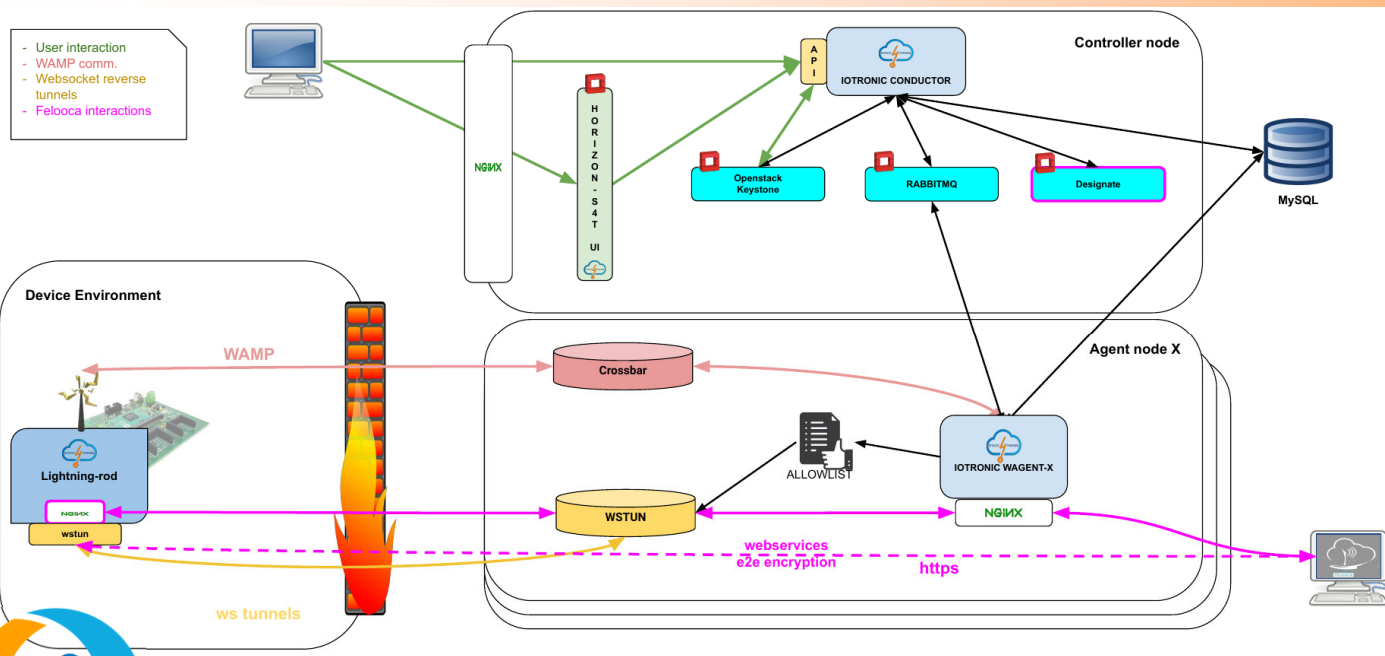 - User interaction
- WAMP comm.
- Websocket reverse
tunnels
- Felooca interactions
Controller node
A
P
I
IOTRONIC CONDUCTOR
NGINX
H
O
R
I
Z
O
N
-
S
4
T
UI
Openstack
Keystone
RABBITMQ
Designate
MySQL
Device Environment
Agent node X
WAMP
Crossbar
Lightning-rod
ALLOWLIST
IOTRONIC WAGENT-X
NGINX
wstun
WSTUN
NGINX
webservices
e2e encryption
https
ws tunnels